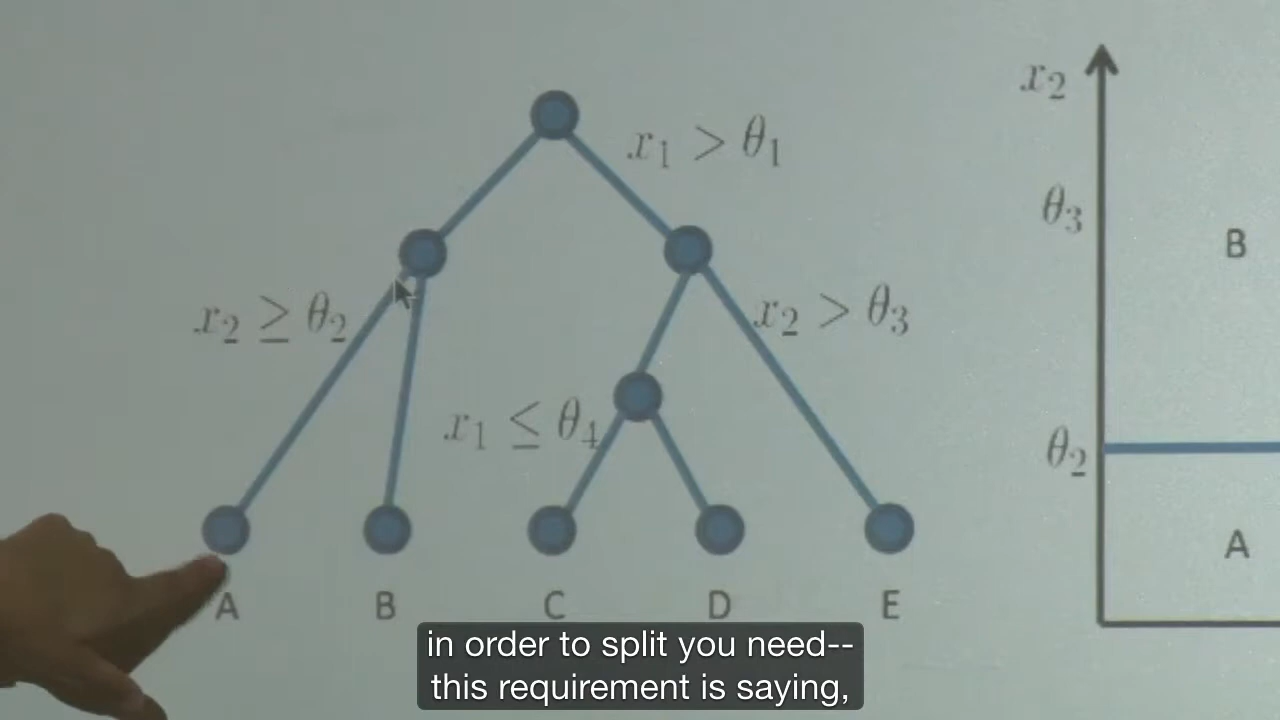 x₁ > θ₁
x₂ ≥ θ₂
x₂ > θ₃
x₁ ≤ θ₄
A B C D E
x₂
θ₃
B
θ₂
A
in order to split you need--
this requirement is saying,